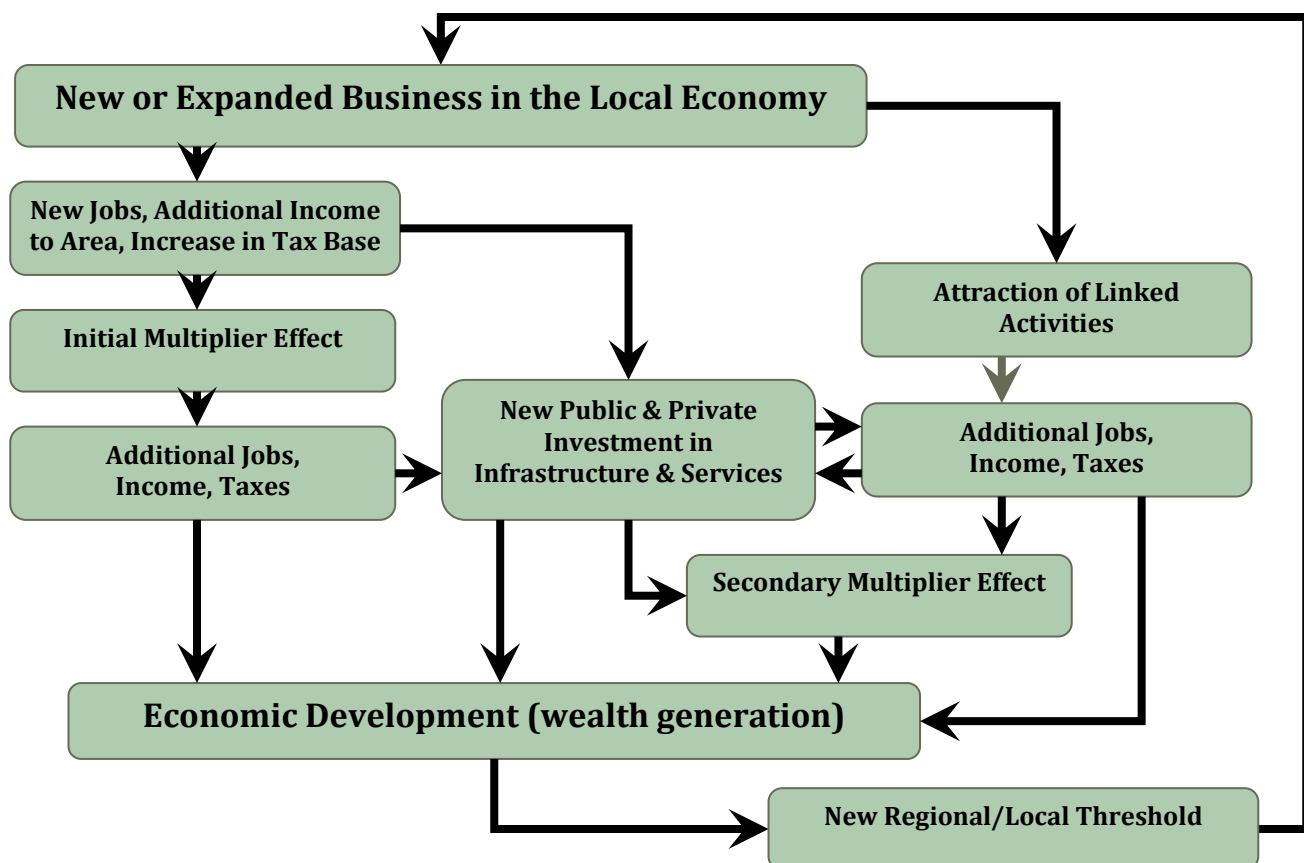 New or Expanded Business in the Local Economy
New Jobs, Additional Income
to Area, Increase in Tax Base
Attraction of Linked
Activities
Initial Multiplier Effect
New Public & Private
Investment in
Infrastructure & Services
Additional Jobs,
Income, Taxes
Additional Jobs,
Income, Taxes
Secondary Multiplier Effect
Economic Development (wealth generation)
New Regional/Local Threshold